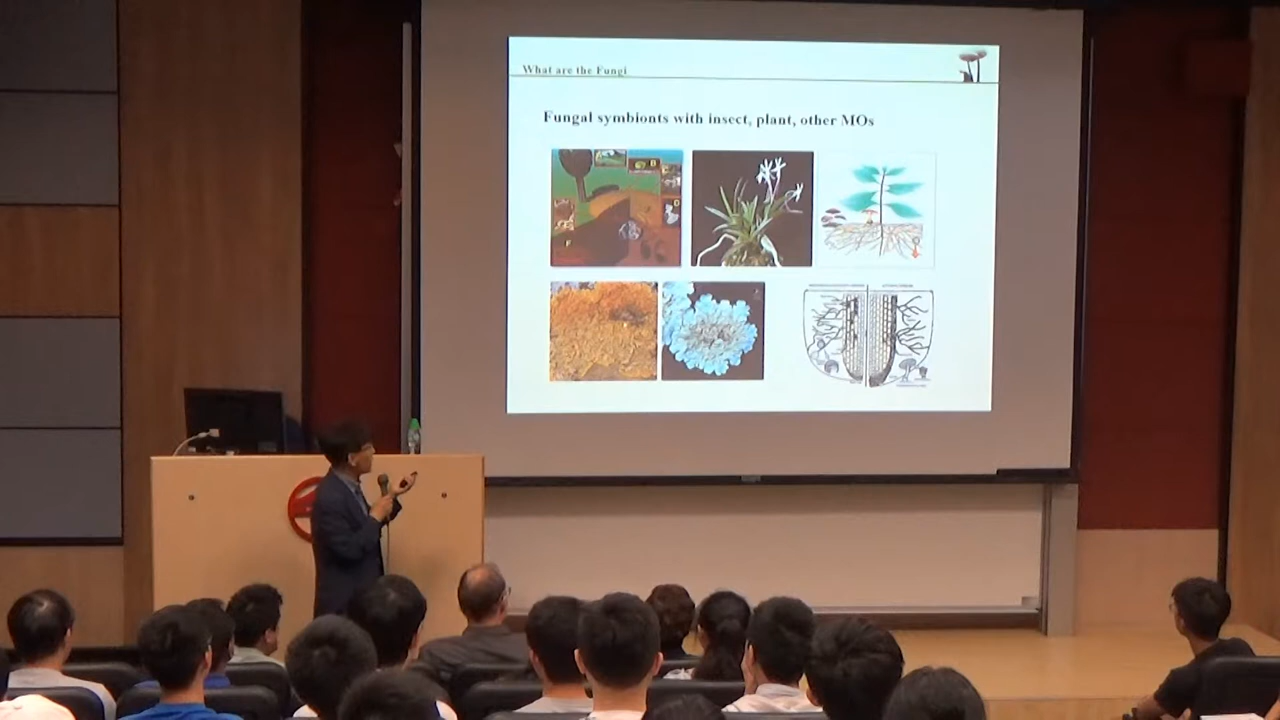 What are the Fungi
Fungal symbionts with insect, plant, other MOs
B